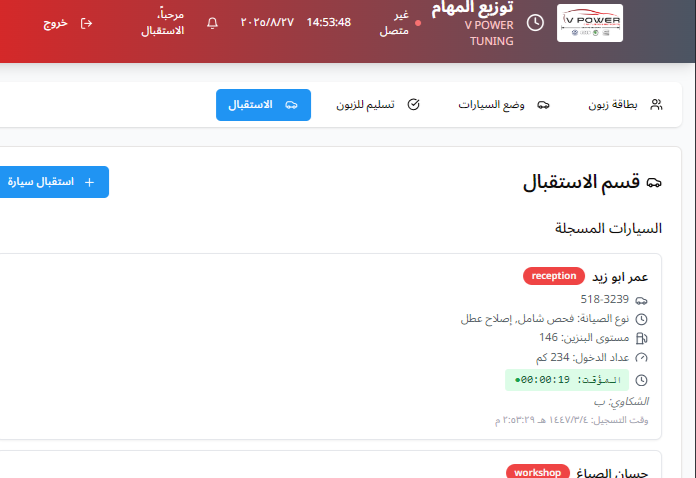 V POWER
توزيع المهام
V POWER
TUNING
غير
متصل
14:53:48
٢٠٢٥/٨/٢٧
مرحباً،
الاستقبال
خروج
بطاقة زبون
وضع السيارات
تسليم للزبون
الاستقبال
قسم الاستقبال
استقبال سيارة
السيارات المسجلة
عمر ابو زيد
reception
518-3239
نوع الصيانة: فحص شامل, إصلاح عطل
مستوى البنزين: 146
عداد الدخول: 234 كم
المؤقت: 00:00:19
الشكاوي: ب
وقت التسجيل: ١٤٤٧/٣/٤ هـ ٢:٥٣:٢٩ م
حسان الصباغ
workshop